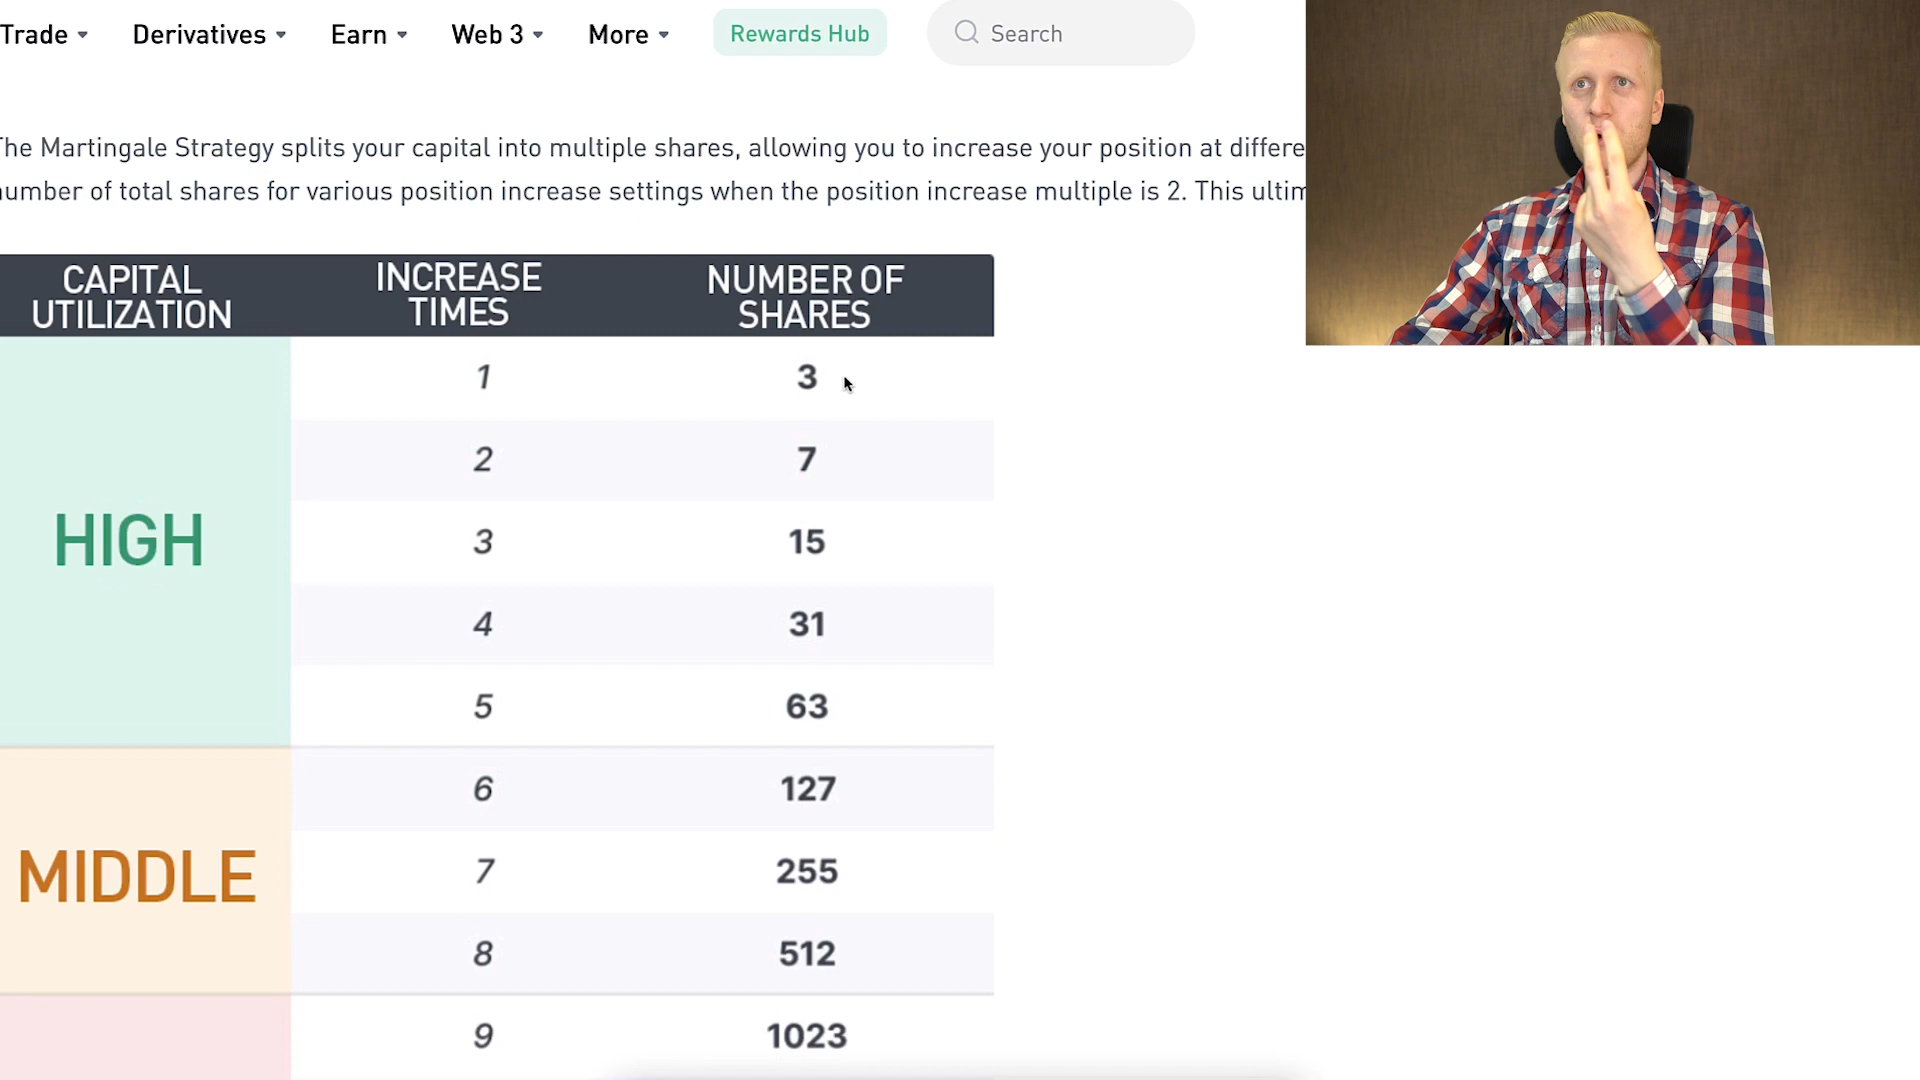 Trade Derivatives Earn Web 3 More Rewards Hub Search
The Martingale Strategy splits your capital into multiple shares, allowing you to increase your position at differe
number of total shares for various position increase settings when the position increase multiple is 2. This ultim
CAPITAL UTILIZATION INCREASE TIMES NUMBER OF SHARES
1 3
2 7
HIGH 3 15
4 31
5 63
6 127
MIDDLE 7 255
8 512
9 1023